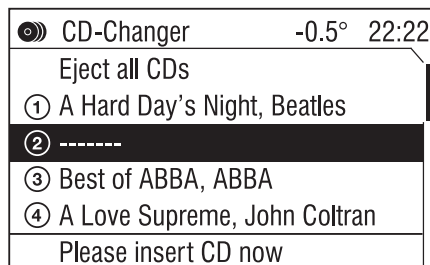 CD-Changer -0.5° 22:22
Eject all CDs
① A Hard Day's Night, Beatles
② -------
③ Best of ABBA, ABBA
④ A Love Supreme, John Coltran
Please insert CD now